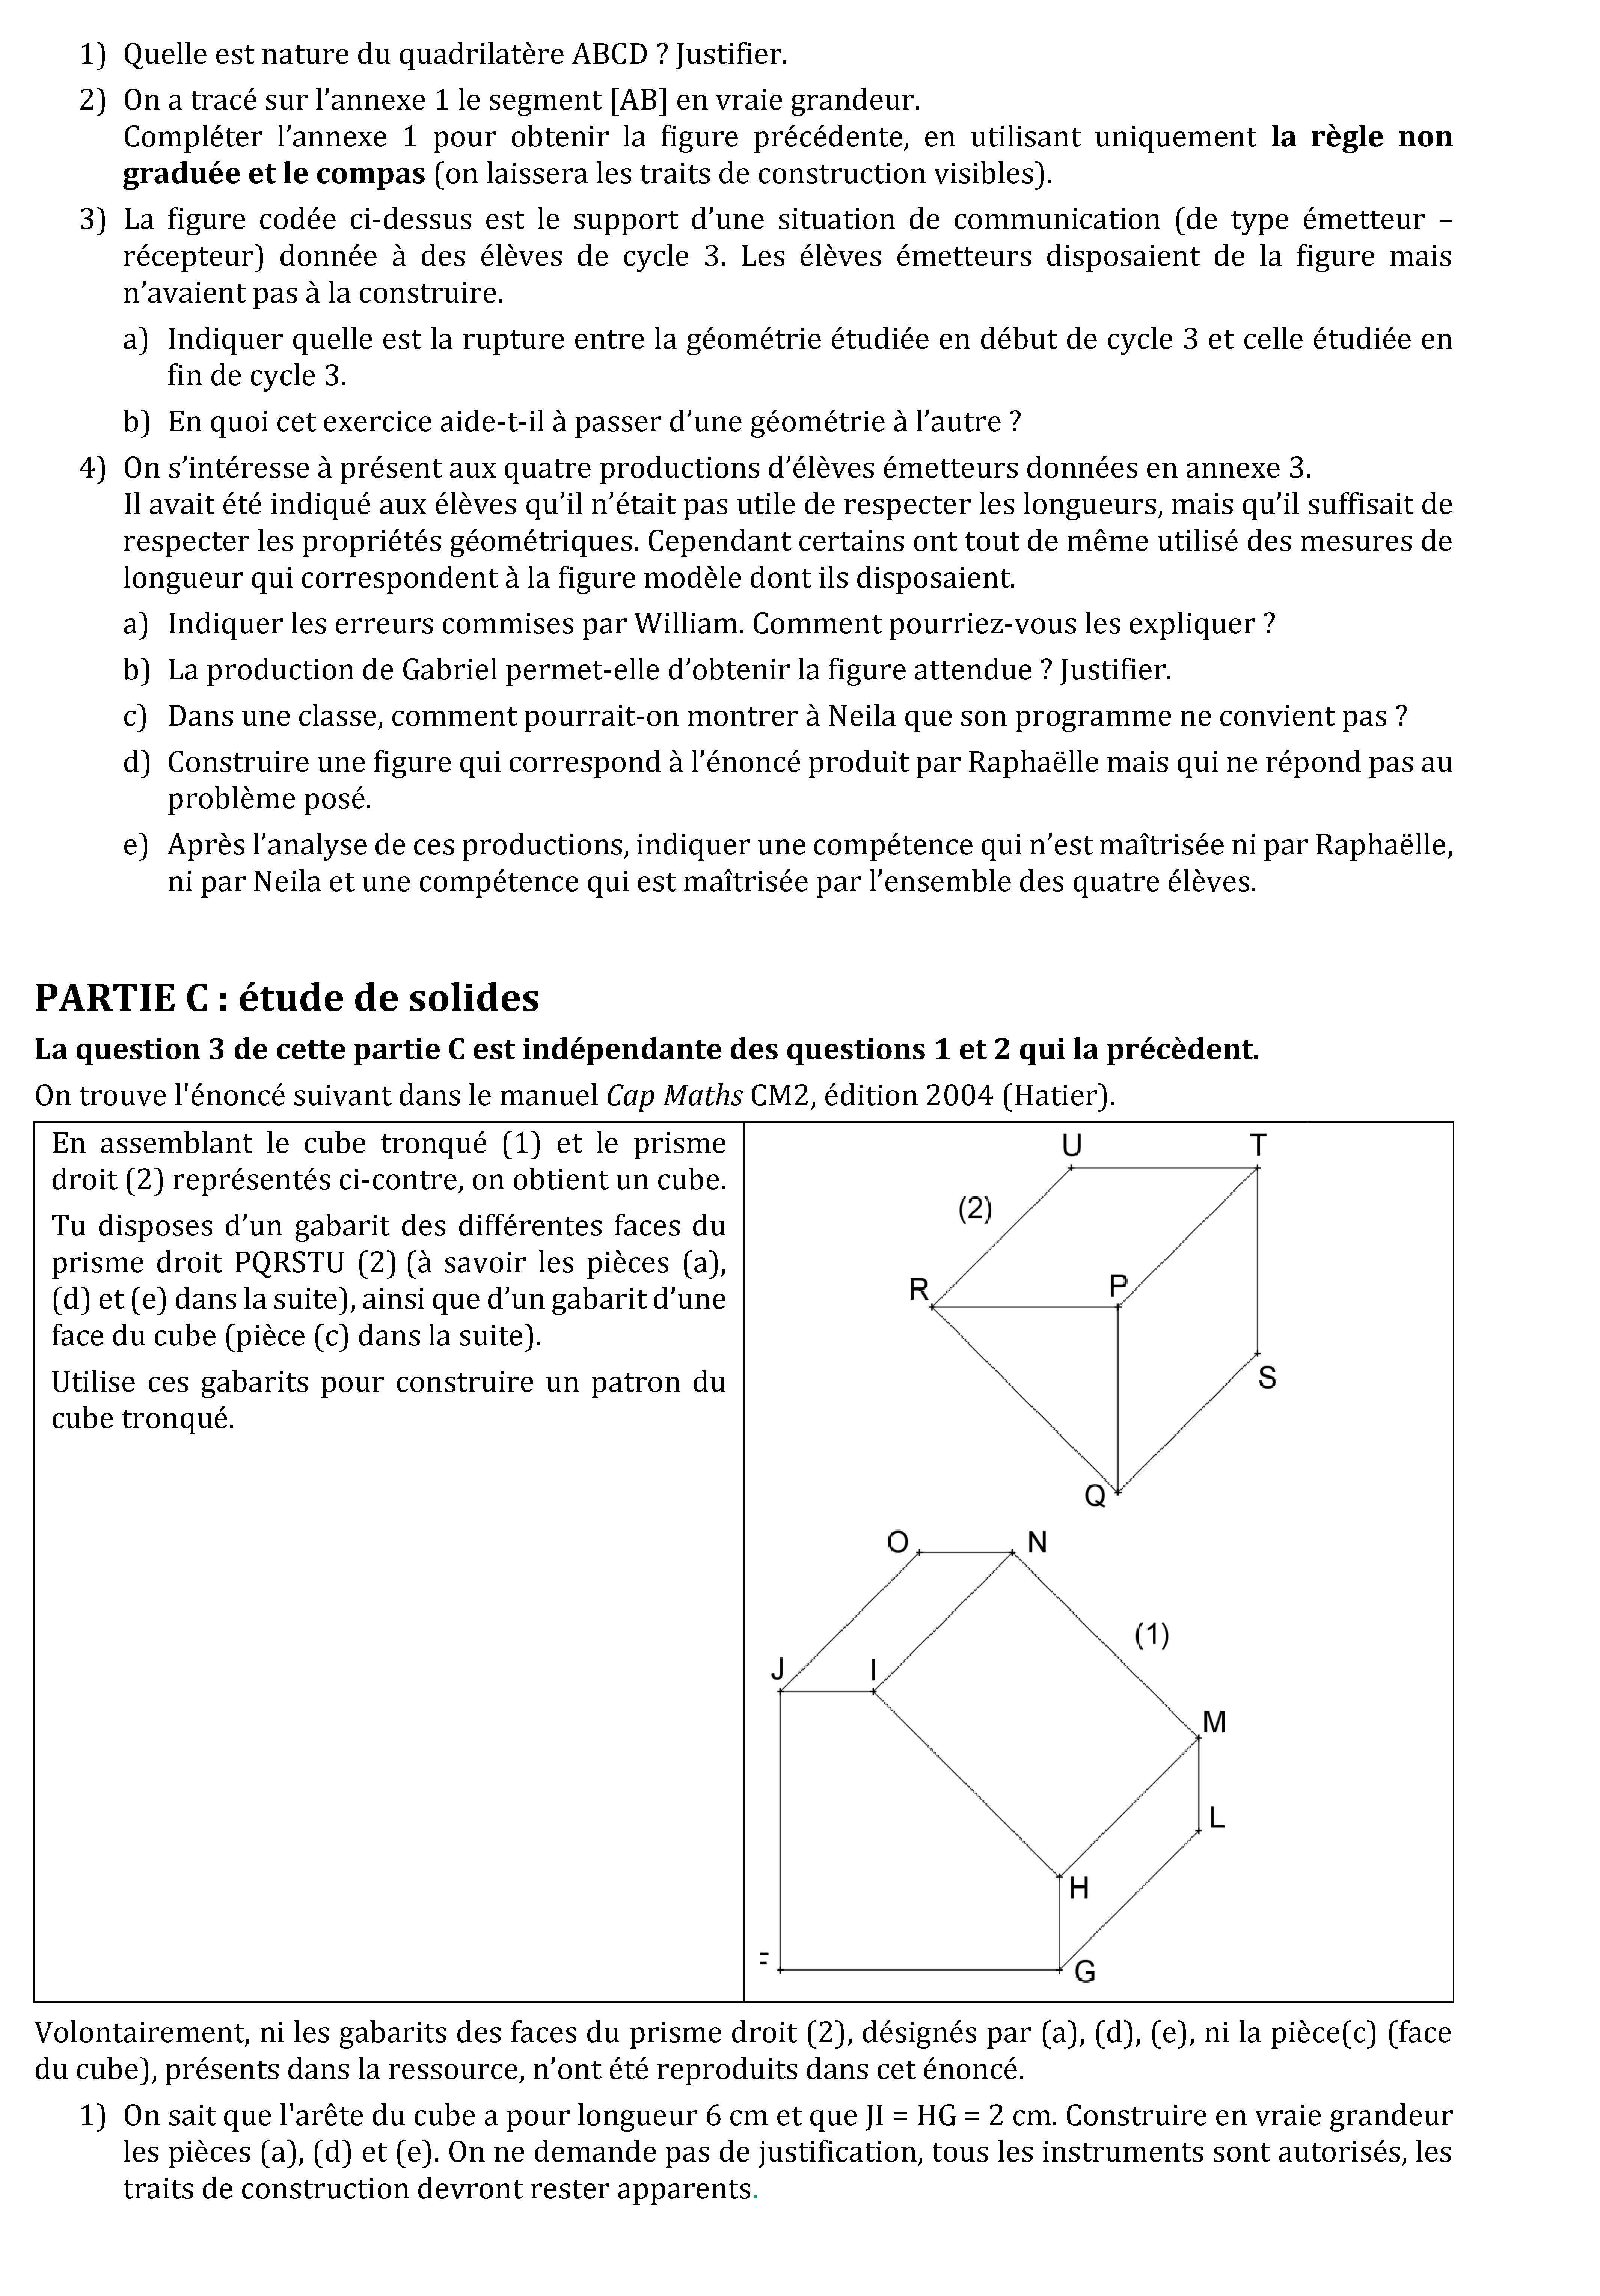 1) Quelle est nature du quadrilatère ABCD ? Justifier.
2) On a tracé sur l’annexe 1 le segment [AB] en vraie grandeur.
Compléter l’annexe 1 pour obtenir la figure précédente, en utilisant uniquement la règle non
graduée et le compas (on laissera les traits de construction visibles).
3) La figure codée ci-dessus est le support d’une situation de communication (de type émetteur –
récepteur) donnée à des élèves de cycle 3. Les élèves émetteurs disposaient de la figure mais
n’avaient pas à la construire.
a) Indiquer quelle est la rupture entre la géométrie étudiée en début de cycle 3 et celle étudiée en
fin de cycle 3.
b) En quoi cet exercice aide-t-il à passer d’une géométrie à l’autre ?
4) On s’intéresse à présent aux quatre productions d’élèves émetteurs données en annexe 3.
Il avait été indiqué aux élèves qu’il n’était pas utile de respecter les longueurs, mais qu’il suffisait de
respecter les propriétés géométriques. Cependant certains ont tout de même utilisé des mesures de
longueur qui correspondent à la figure modèle dont ils disposaient.
a) Indiquer les erreurs commises par William. Comment pourriez-vous les expliquer ?
b) La production de Gabriel permet-elle d’obtenir la figure attendue ? Justifier.
c) Dans une classe, comment pourrait-on montrer à Neila que son programme ne convient pas ?
d) Construire une figure qui correspond à l’énoncé produit par Raphaëlle mais qui ne répond pas au
problème posé.
e) Après l’analyse de ces productions, indiquer une compétence qui n’est maîtrisée ni par Raphaëlle,
ni par Neila et une compétence qui est maîtrisée par l’ensemble des quatre élèves.
PARTIE C : étude de solides
La question 3 de cette partie C est indépendante des questions 1 et 2 qui la précèdent.
On trouve l'énoncé suivant dans le manuel Cap Maths CM2, édition 2004 (Hatier).
En assemblant le cube tronqué (1) et le prisme
droit (2) représentés ci-contre, on obtient un cube.
Tu disposes d’un gabarit des différentes faces du
prisme droit PQRSTU (2) (à savoir les pièces (a),
(d) et (e) dans la suite), ainsi que d’un gabarit d’une
face du cube (pièce (c) dans la suite).
Utilise ces gabarits pour construire un patron du
cube tronqué.
U T
(2)
R P
S
Q
O N
(1)
J I
M
L
H
G
Volontairement, ni les gabarits des faces du prisme droit (2), désignés par (a), (d), (e), ni la pièce(c) (face
du cube), présents dans la ressource, n’ont été reproduits dans cet énoncé.
1) On sait que l'arête du cube a pour longueur 6 cm et que JI = HG = 2 cm. Construire en vraie grandeur
les pièces (a), (d) et (e). On ne demande pas de justification, tous les instruments sont autorisés, les
traits de construction devront rester apparents.